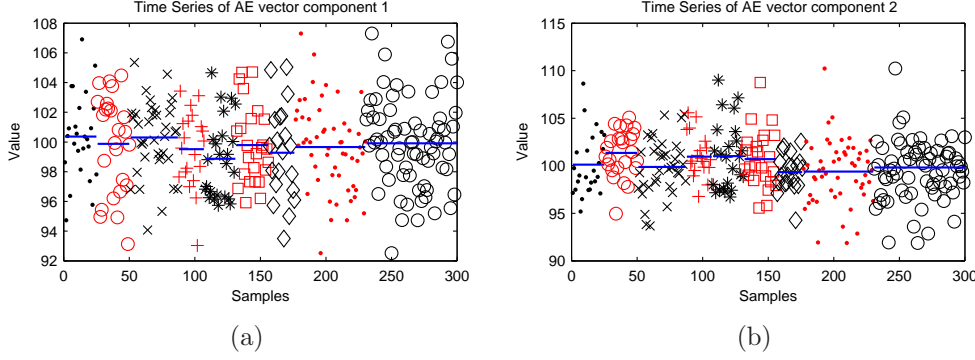 Time Series of AE vector component 1
108
106
104
102
100
98
96
94
92
Value
0 50 100 150 200 250 300
Samples
(a)
Time Series of AE vector component 2
115
110
105
100
95
90
Value
0 50 100 150 200 250 300
Samples
(b)